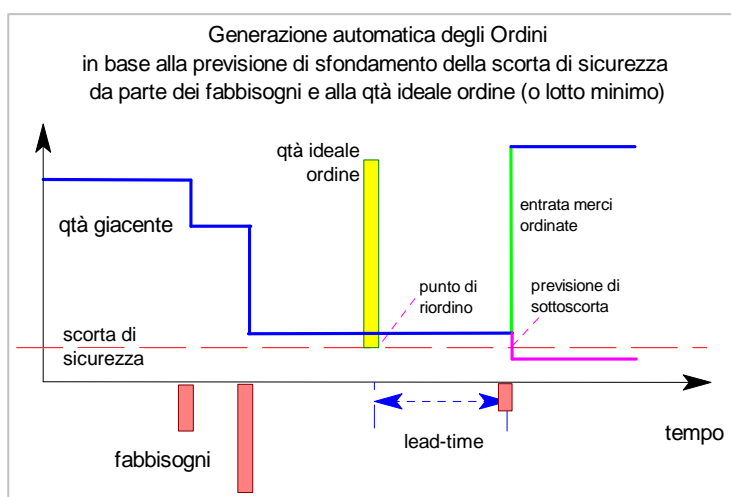 Generazione automatica degli Ordini
in base alla previsione di sfondamento della scorta di sicurezza
da parte dei fabbisogni e alla qtà ideale ordine (o lotto minimo)
qtà ideale
ordine
qtà giacente
entrata merci
ordinate
punto di
riordino
previsione di
sottoscorta
scorta di
sicurezza
lead-time
tempo
fabbisogni